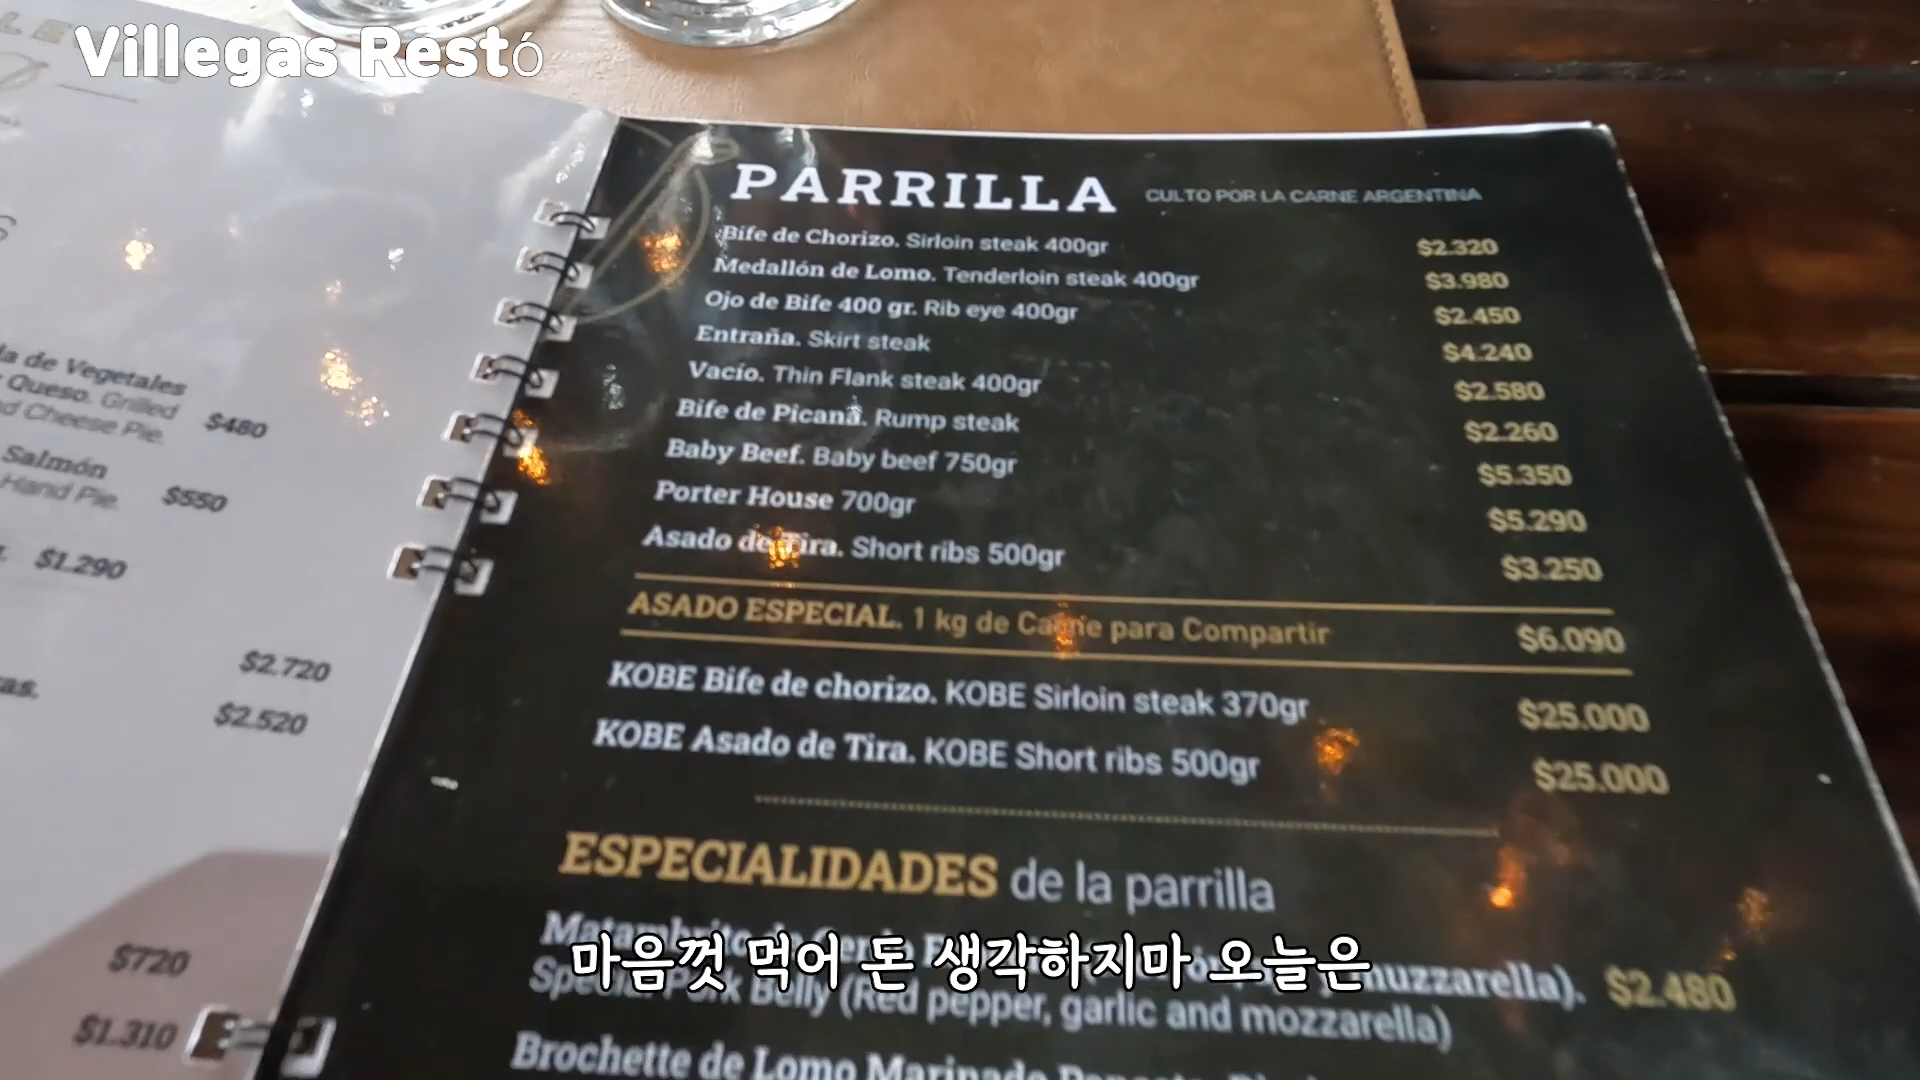 Villegas Restó
PARRILLA CULTO POR LA CARNE ARGENTINA
Bife de Chorizo. Sirloin steak 400gr $2.320
Medallón de Lomo. Tenderloin steak 400gr $3.980
Ojo de Bife 400 gr. Rib eye 400gr $2.450
Entraña. Skirt steak $4.240
Vacío. Thin Flank steak 400gr $2.580
Bife de Picaná. Rump steak $2.260
Baby Beef. Baby beef 750gr $5.350
Porter House 700gr $5.290
Asado de Tira. Short ribs 500gr $3.250
ASADO ESPECIAL. 1 kg de Carne para Compartir $6.090
KOBE Bife de chorizo. KOBE Sirloin steak 370gr $25.000
KOBE Asado de Tira. KOBE Short ribs 500gr $25.000
ESPECIALIDADES de la parrilla
Matambrito de Cerdo muzzarella). $2.480
Special Pork Belly (Red pepper, garlic and mozzarella)
Brochette de Lomo Marinado
마음껏 먹어 돈 생각하지마 오늘은
de Vegetales
Queso. Grilled $480
Cheese Pie.
Salmón
Hand Pie. $550
$1.290
$2.720
$2.520
$720
$1.310